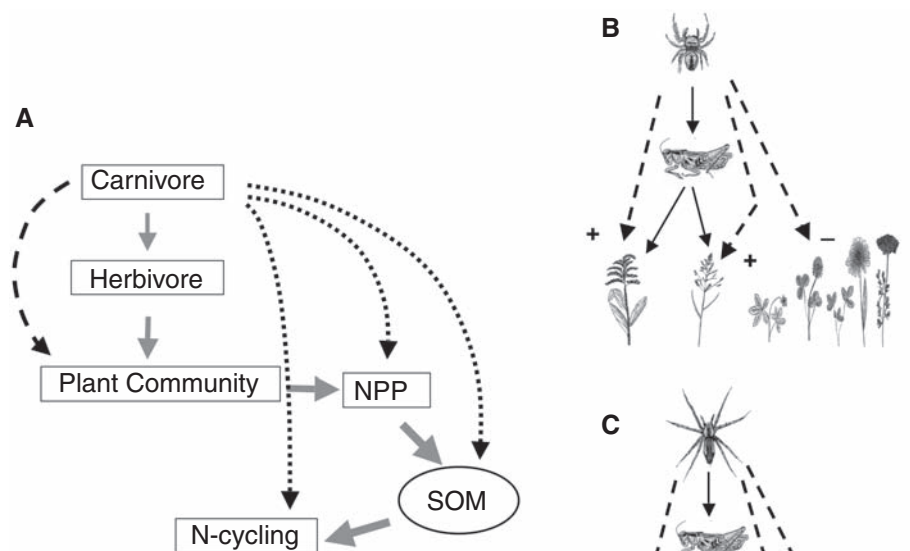 A
Carnivore
Herbivore
Plant Community
NPP
SOM
N-cycling
B
+
+
–
C